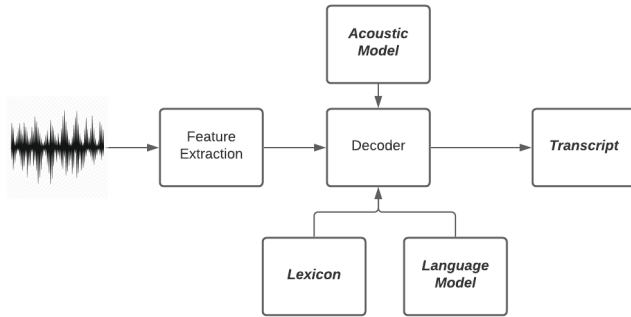 Acoustic
Model
Feature
Extraction
Decoder
Transcript
Lexicon
Language
Model